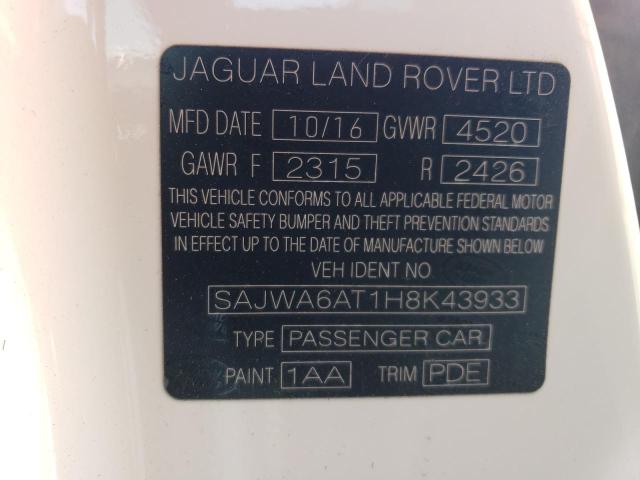 JAGUAR LAND ROVER LTD
MFD DATE 10/16 GVWR 4520
GAWR F 2315 R 2426
THIS VEHICLE CONFORMS TO ALL APPLICABLE FEDERAL MOTOR
VEHICLE SAFETY BUMPER AND THEFT PREVENTION STANDARDS
IN EFFECT UP TO THE DATE OF MANUFACTURE SHOWN BELOW
VEH IDENT NO
SAJWA6AT1H8K43933
TYPE PASSENGER CAR
PAINT 1AA TRIM PDE